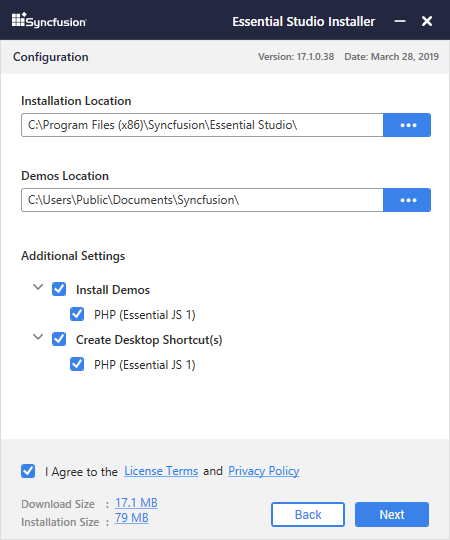 Syncfusion Essential Studio Installer
Configuration Version: 17.1.0.38 Date: March 28, 2019
Installation Location
C:\Program Files (x86)\Syncfusion\Essential Studio\
Demos Location
C:\Users\Public\Documents\Syncfusion\
Additional Settings
Install Demos
PHP (Essential JS 1)
Create Desktop Shortcut(s)
PHP (Essential JS 1)
I Agree to the License Terms and Privacy Policy
Download Size : 17.1 MB
Installation Size : 79 MB
Back Next